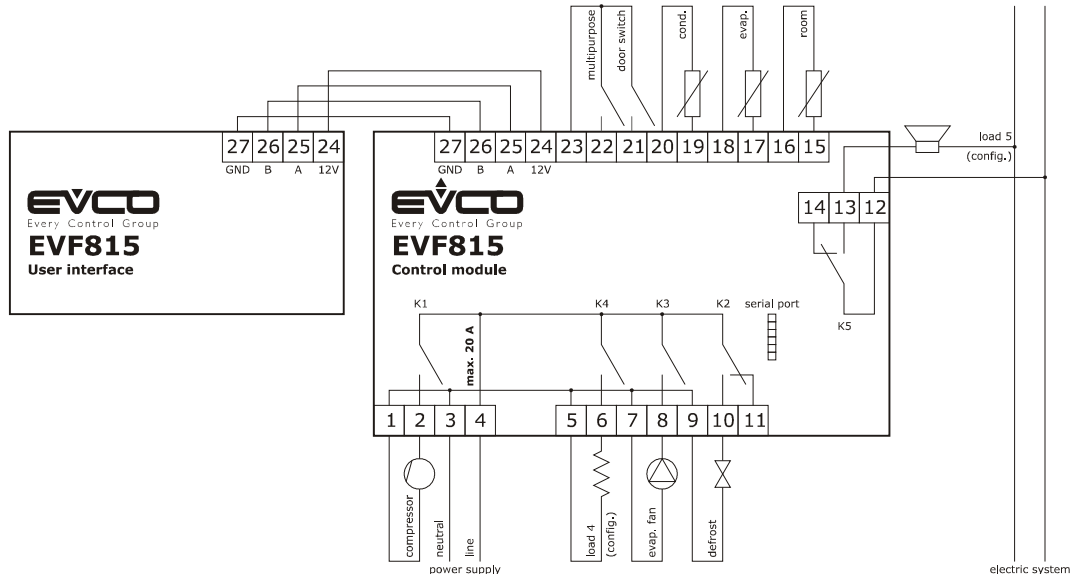 multipurpose
door switch
cond.
evap.
room
27 26 25 24
GND B A 12V
27 26 25 24 23 22 21 20 19 18 17 16 15
GND B A 12V
load 5
(config.)
EVCO
Every Control Group
EVF815
User interface
EVCO
Every Control Group
EVF815
Control module
14 13 12
K1
max. 20 A
K4
K3
K2
serial port
K5
1 2 3 4
5 6 7 8 9 10 11
compressor
neutral
line
load 4
(config.)
evap. fan
defrost
power supply
electric system